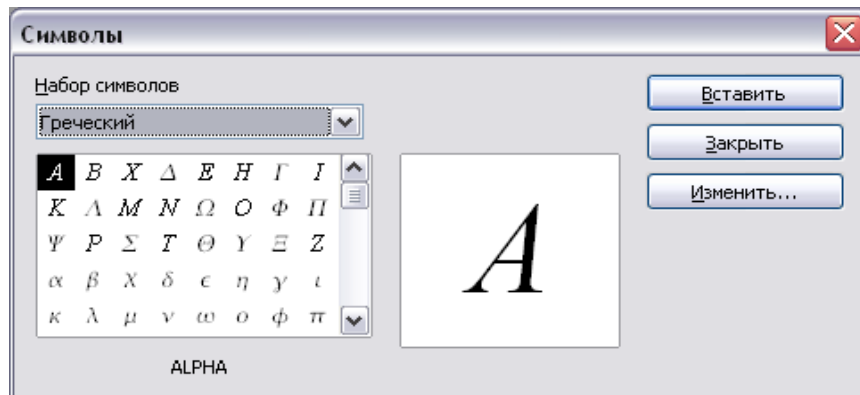 Символы
Набор символов
Греческий
Α Β Χ Δ Ε Η Γ Ι
Κ Λ Μ Ν Ω Ο Φ Π
Ψ Ρ Σ Τ Θ Υ Ξ Ζ
α β χ δ ϵ η γ ι
κ λ μ ν ω ο ϕ π
ALPHA
Α
Вставить
Закрыть
Изменить...